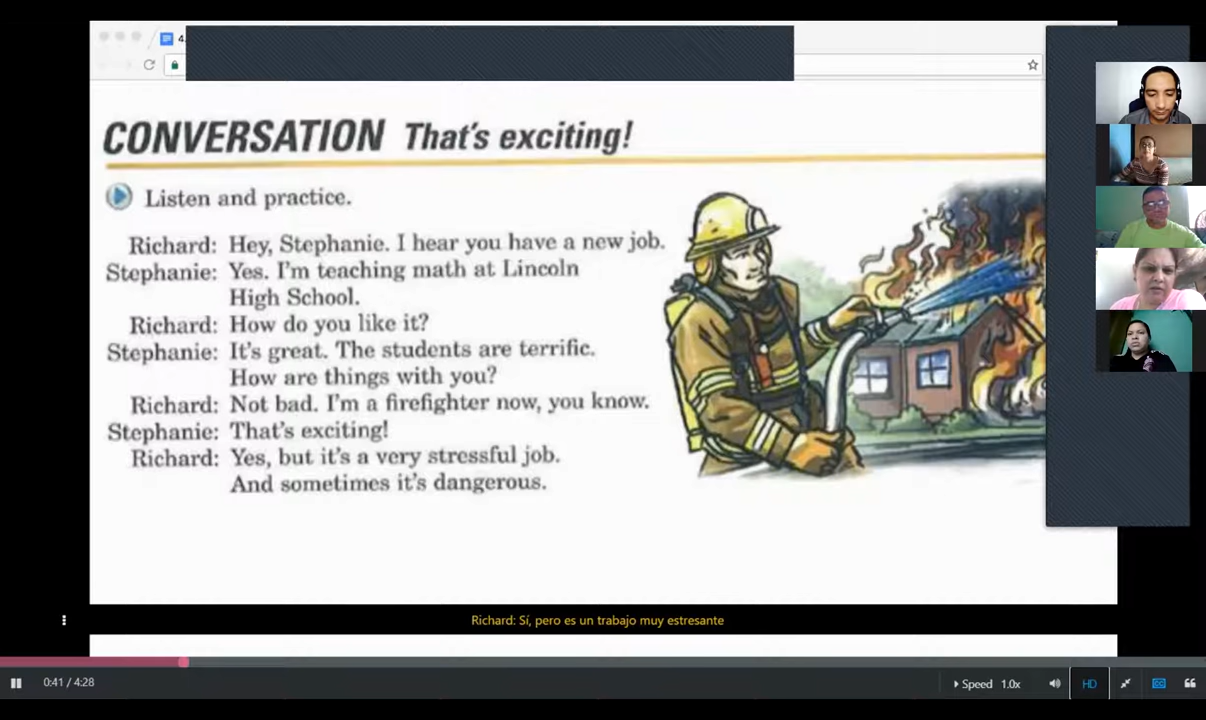 4.
CONVERSATION That's exciting!
Listen and practice.
Richard: Hey, Stephanie. I hear you have a new job.
Stephanie: Yes. I'm teaching math at Lincoln
High School.
Richard: How do you like it?
Stephanie: It's great. The students are terrific.
How are things with you?
Richard: Not bad. I'm a firefighter now, you know.
Stephanie: That's exciting!
Richard: Yes, but it's a very stressful job.
And sometimes it's dangerous.
Richard: Sí, pero es un trabajo muy estresante
0:41 / 4:28
Speed 1.0x
HD
CC